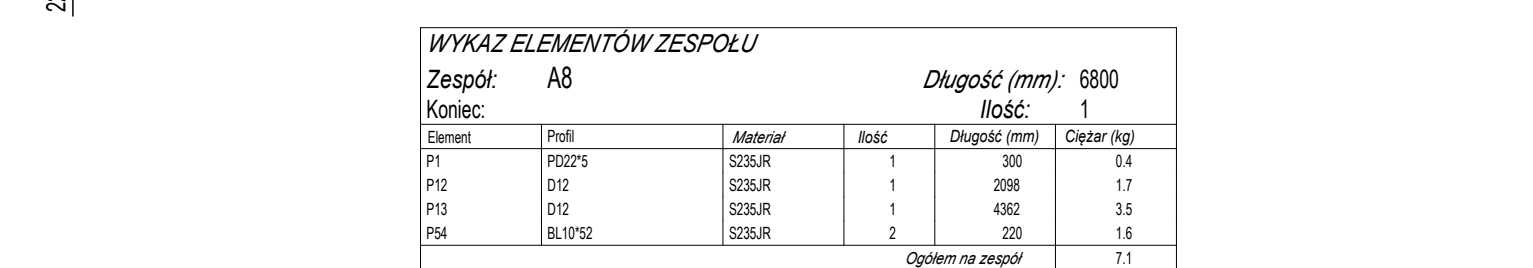 WYKAZ ELEMENTÓW ZESPOŁU
Zespół: A8 Długość (mm): 6800
Koniec: Ilość: 1
Element Profil Materiał Ilość Długość (mm) Ciężar (kg)
P1 PD22*5 S235JR 1 300 0.4
P12 D12 S235JR 1 2098 1.7
P13 D12 S235JR 1 4362 3.5
P54 BL10*52 S235JR 2 220 1.6
Ogółem na zespół 7.1